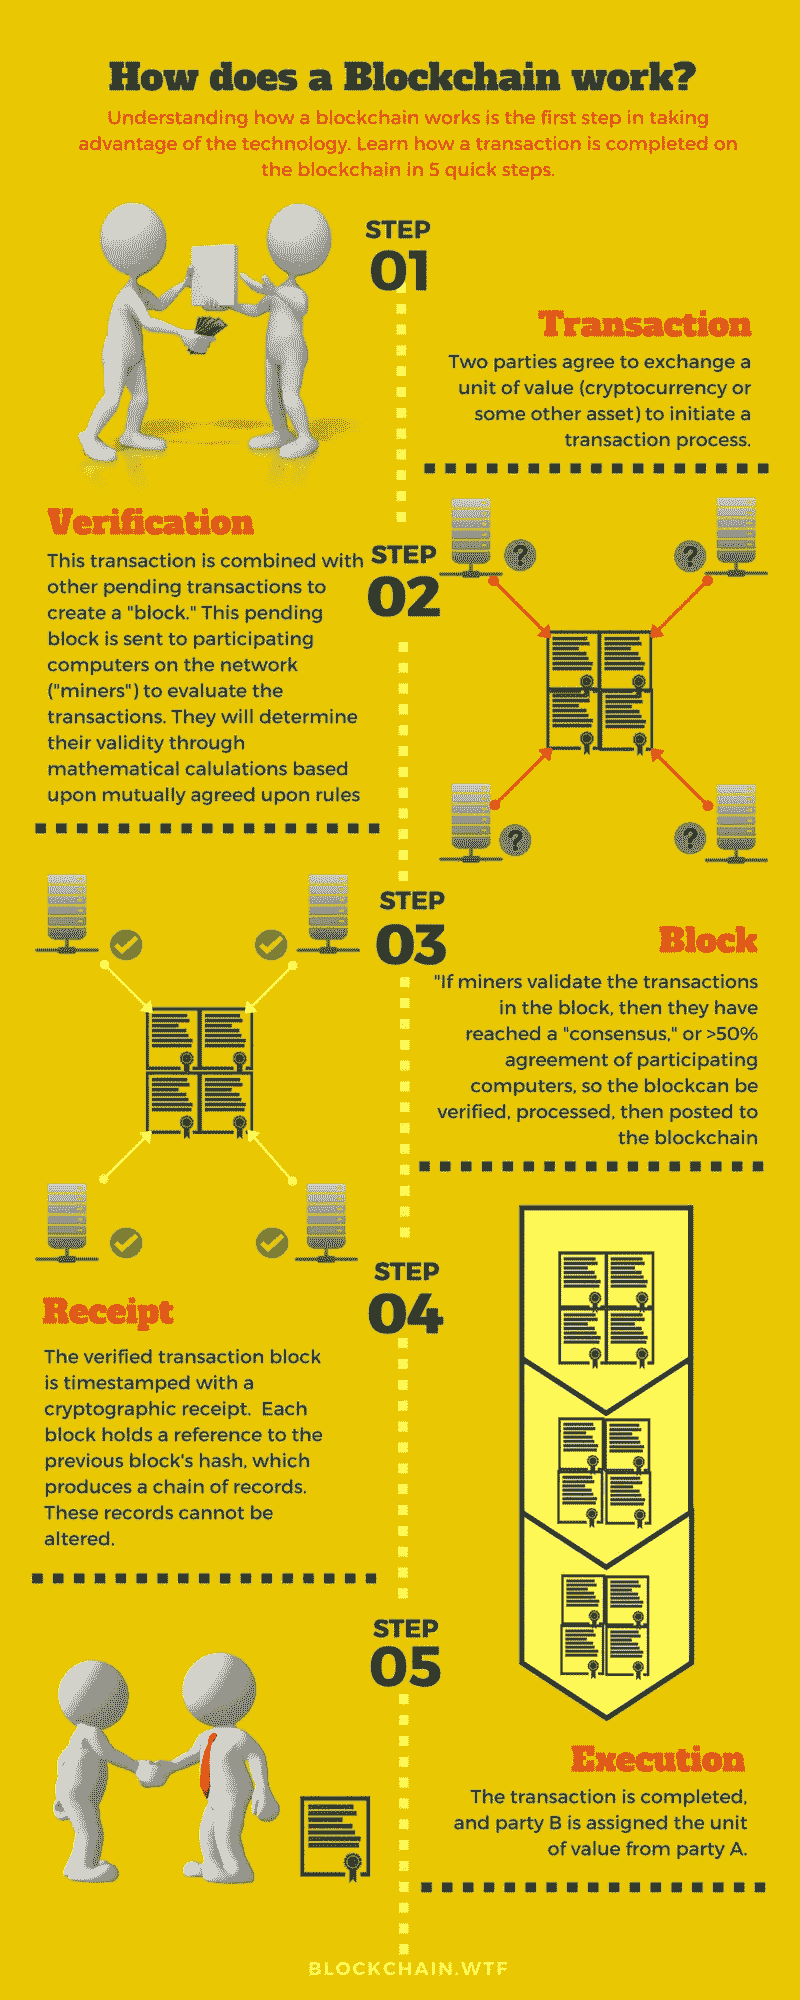 How does a Blockchain work?
Understanding how a blockchain works is the first step in taking
advantage of the technology. Learn how a transaction is completed on
the blockchain in 5 quick steps.
STEP
01
Transaction
Two parties agree to exchange a
unit of value (cryptocurrency or
some other asset) to initiate a
transaction process.
STEP
02
Verification
This transaction is combined with
other pending transactions to
create a "block." This pending
block is sent to participating
computers on the network
("miners") to evaluate the
transactions. They will determine
their validity through
mathematical calulations based
upon mutually agreed upon rules
?
?
?
?
STEP
03
Block
"If miners validate the transactions
in the block, then they have
reached a "consensus," or >50%
agreement of participating
computers, so the blockcan be
verified, processed, then posted to
the blockchain
STEP
04
Receipt
The verified transaction block
is timestamped with a
cryptographic receipt.  Each
block holds a reference to the
previous block's hash, which
produces a chain of records.
These records cannot be
altered.
STEP
05
Execution
The transaction is completed,
and party B is assigned the unit
of value from party A.
BLOCKCHAIN.WTF